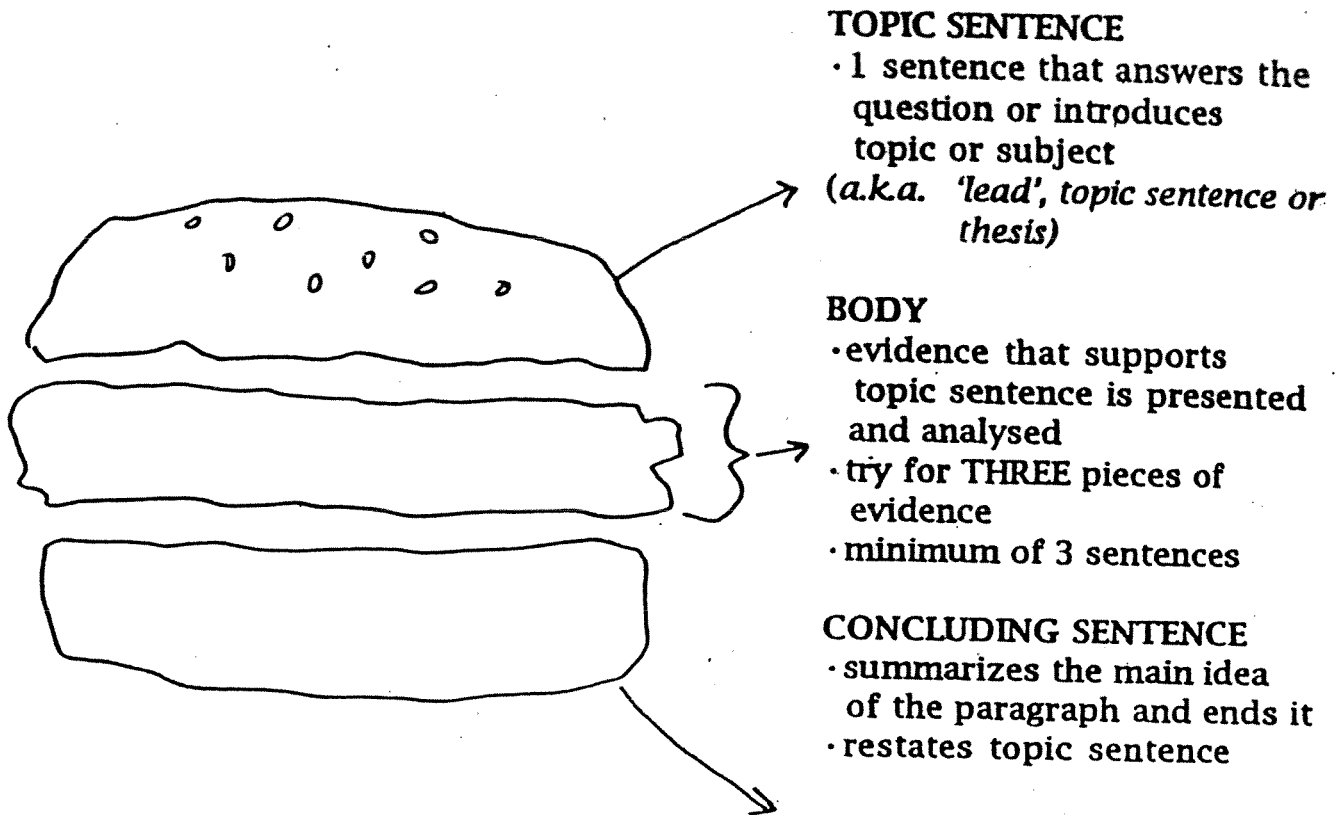 TOPIC SENTENCE
· 1 sentence that answers the
question or introduces
topic or subject
(a.k.a. 'lead', topic sentence or
thesis)
BODY
· evidence that supports
topic sentence is presented
and analysed
· try for THREE pieces of
evidence
· minimum of 3 sentences
CONCLUDING SENTENCE
· summarizes the main idea
of the paragraph and ends it
· restates topic sentence